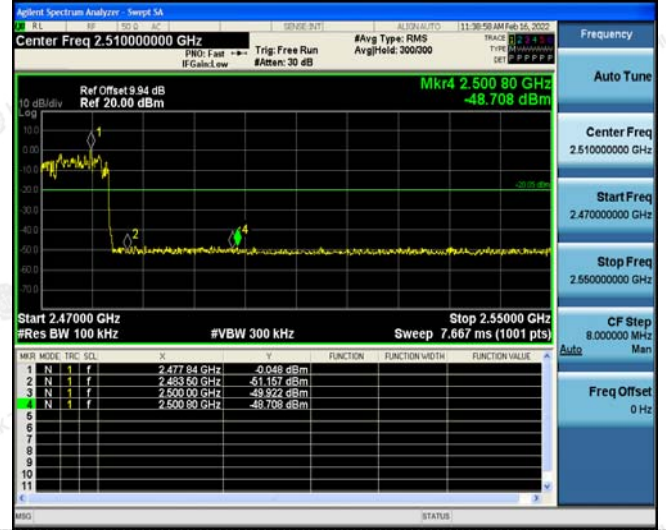 Agilent Spectrum Analyzer - Swept SA
RL RF 50 Ω AC SENSE:INT ALIGNAUTO 11:38:58 AM Feb 16, 2022
Center Freq 2.510000000 GHz
PNO: Fast
IFGain:Low
Trig: Free Run
#Atten: 30 dB
#Avg Type: RMS
Avg|Hold: 300/300
TRACE 1 2 3 4 5 6
TYPE M
DET P P P P P P
Frequency
Mkr4 2.500 80 GHz
-48.708 dBm
Ref Offset 9.94 dB
Ref 20.00 dBm
10 dB/div
Log
10.0
0.00
-10.0
-20.0
-30.0
-40.0
-50.0
-60.0
-70.0
1
2
4
-20.05 dBm
Start 2.47000 GHz
#Res BW 100 kHz
#VBW 300 kHz
Stop 2.55000 GHz
Sweep 7.667 ms (1001 pts)
MKR MODE TRC SCL X Y FUNCTION FUNCTION WIDTH FUNCTION VALUE
1 N 1 f 2.477 84 GHz -0.048 dBm
2 N 1 f 2.483 50 GHz -51.157 dBm
3 N 1 f 2.500 00 GHz -49.922 dBm
4 N 1 f 2.500 80 GHz -48.708 dBm
5
6
7
8
9
10
11
MSG STATUS
Auto Tune
Center Freq
2.510000000 GHz
Start Freq
2.470000000 GHz
Stop Freq
2.550000000 GHz
CF Step
8.000000 MHz
Auto Man
Freq Offset
0 Hz